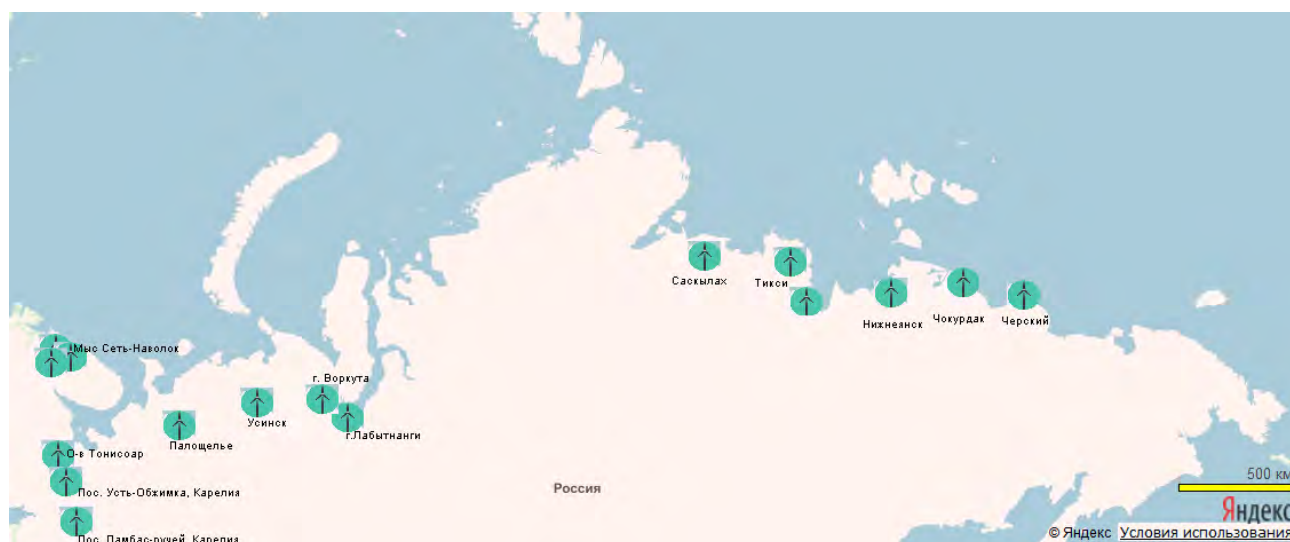 Саскылах
Тикси
Нижнеянск
Чокурдак
Черский
Мыс Сеть-Наволок
г. Воркута
Усинск
г.Лабытнанги
Палощелье
О-в Тонисоар
500 км
Пос. Усть-Обжимка, Карелия
Россия
Яндекс
© Яндекс Условия использования
Пос. Памбас-ручей, Карелия